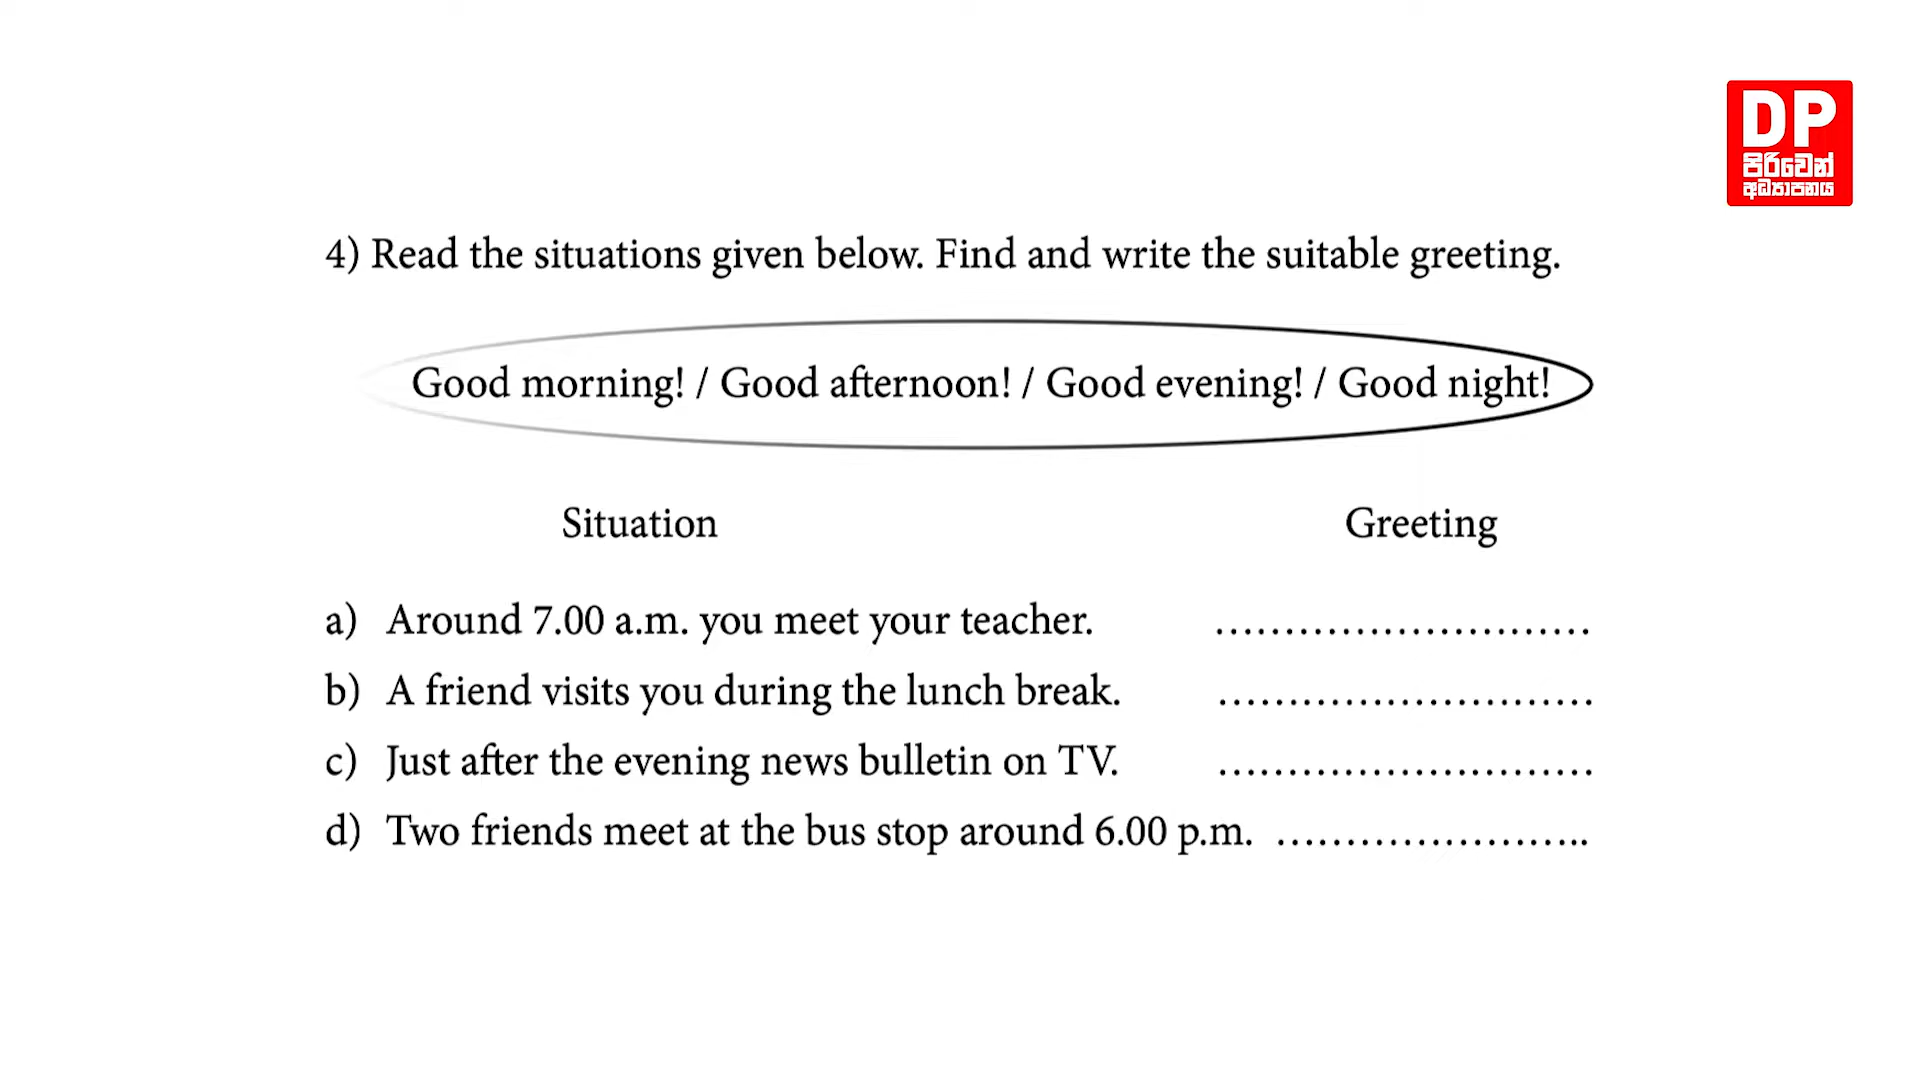 DP
පිරිවෙන්
අධ්‍යාපනය
4) Read the situations given below. Find and write the suitable greeting.
Good morning! / Good afternoon! / Good evening! / Good night!
Situation Greeting
a) Around 7.00 a.m. you meet your teacher. ...........................
b) A friend visits you during the lunch break. ...........................
c) Just after the evening news bulletin on TV. ...........................
d) Two friends meet at the bus stop around 6.00 p.m. ......................